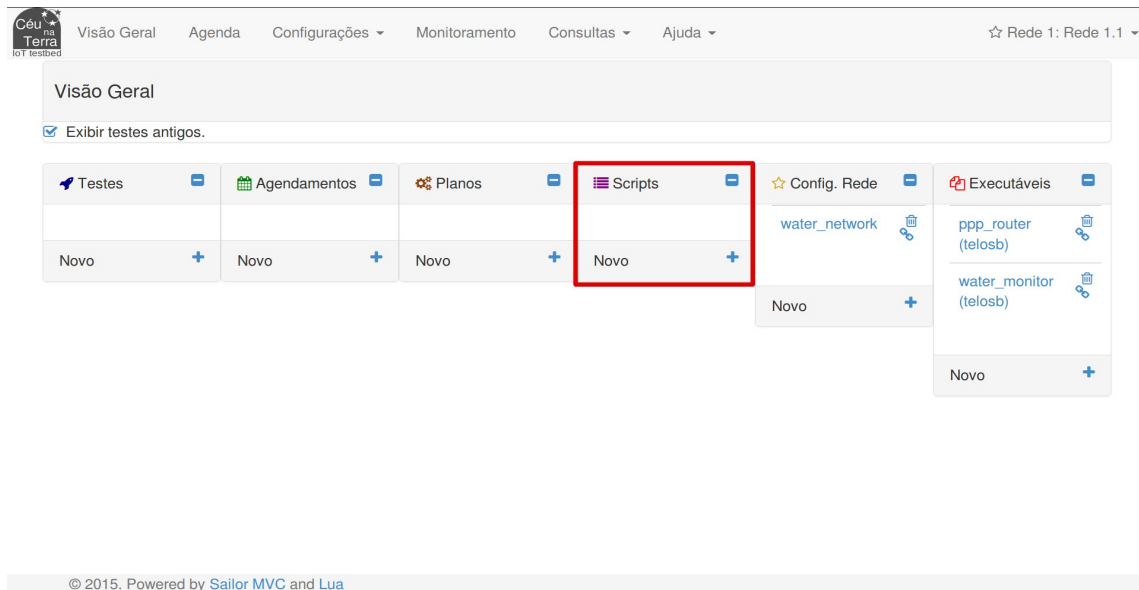 Céu
na
Terra
IoT testbed
Visão Geral Agenda Configurações Monitoramento Consultas Ajuda Rede 1: Rede 1.1
Visão Geral
Exibir testes antigos.
Testes Agendamentos Planos Scripts Config. Rede Executáveis
water_network ppp_router
(telosb)
Novo Novo Novo Novo
water_monitor
(telosb)
Novo
Novo
© 2015. Powered by Sailor MVC and Lua